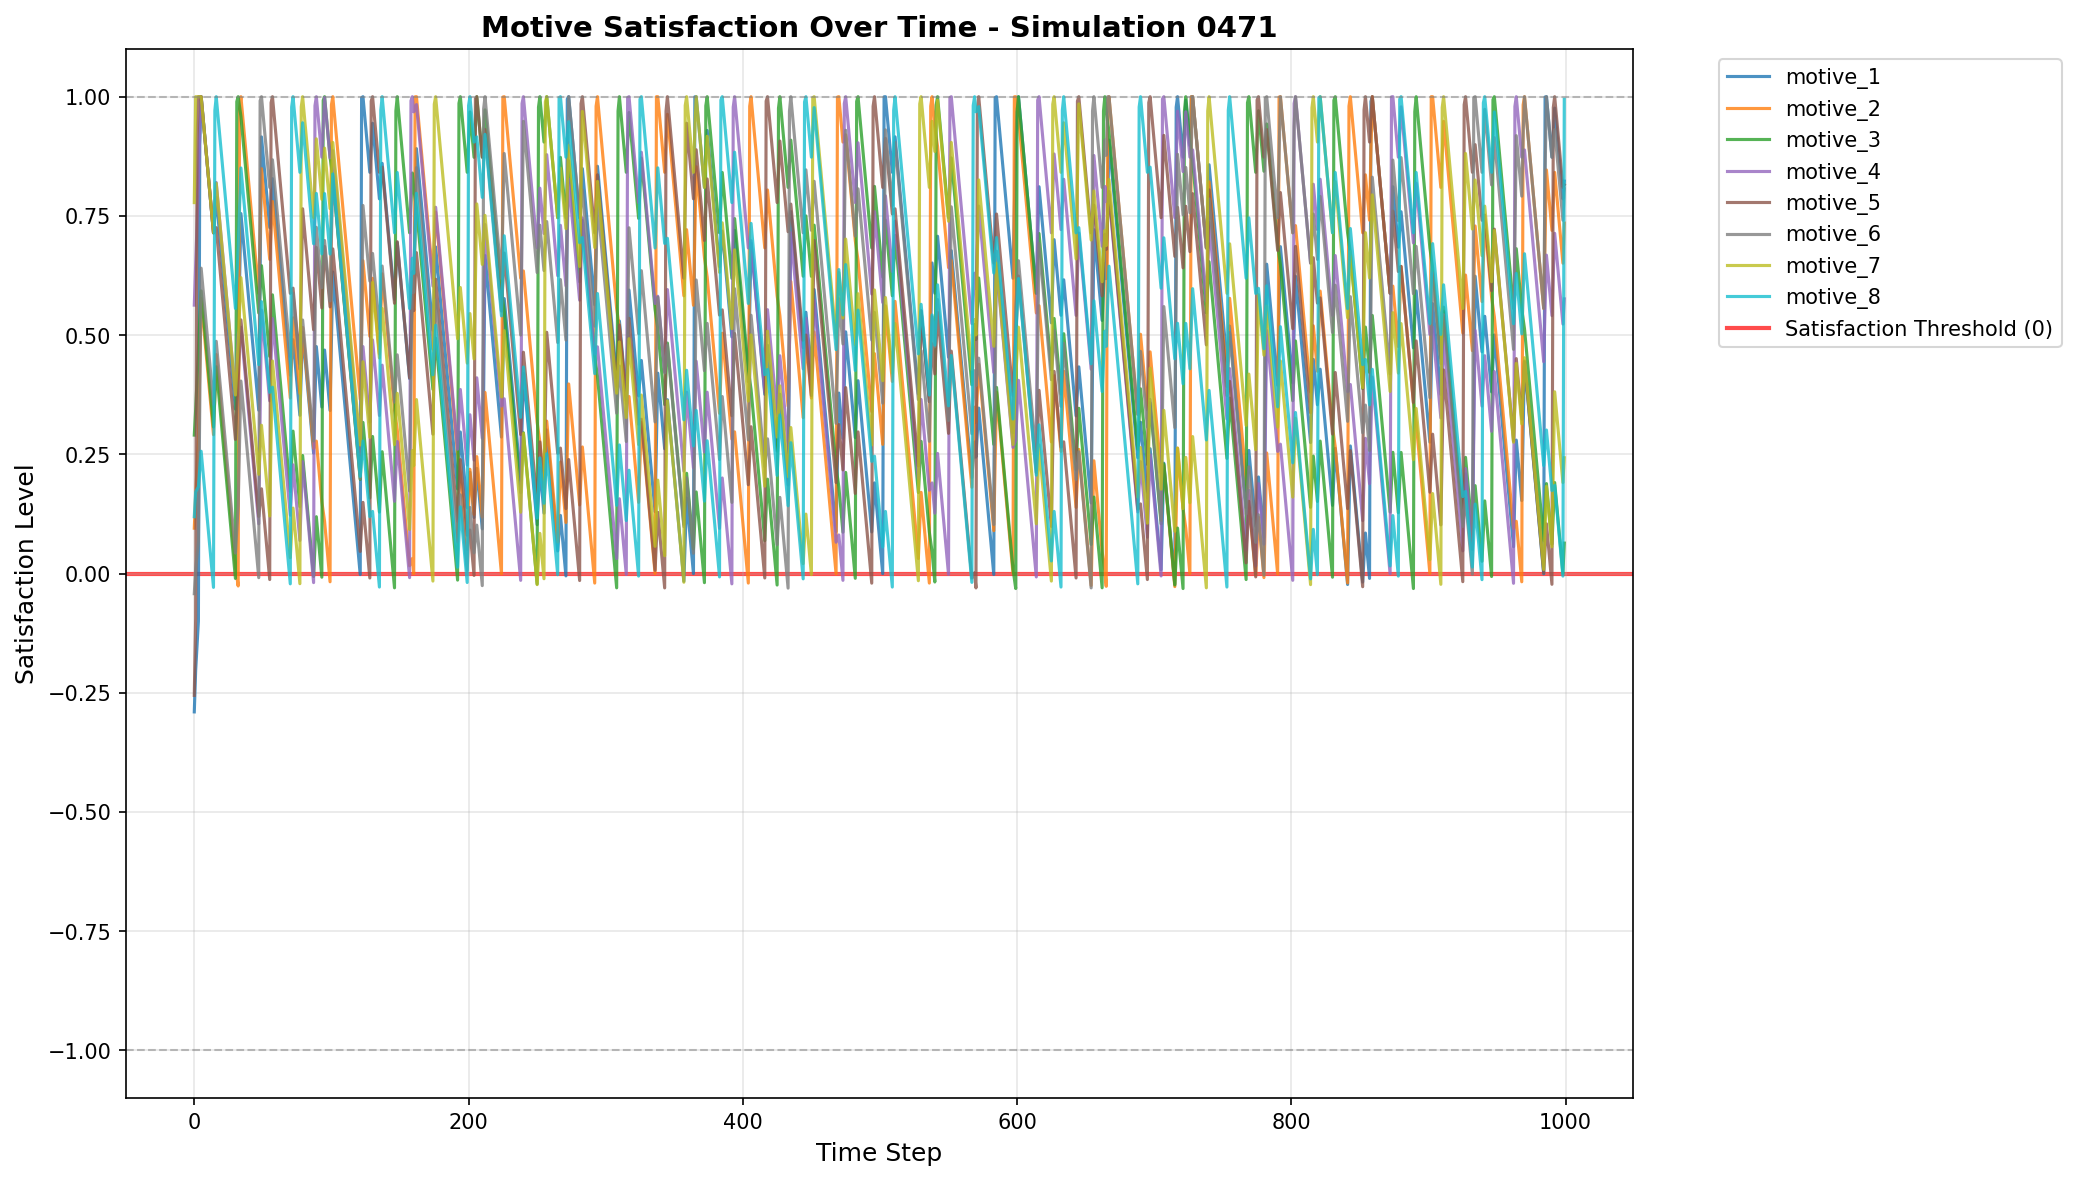 Motive Satisfaction Over Time - Simulation 0471
Satisfaction Level
1.00
0.75
0.50
0.25
0.00
−0.25
−0.50
−0.75
−1.00
0
200
400
600
800
1000
Time Step
motive_1
motive_2
motive_3
motive_4
motive_5
motive_6
motive_7
motive_8
Satisfaction Threshold (0)